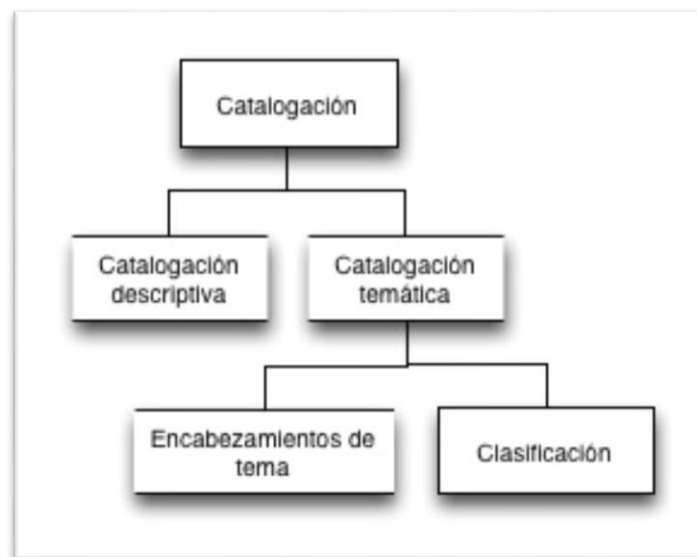 Catalogación
Catalogación
descriptiva
Catalogación
temática
Encabezamientos de
tema
Clasificación